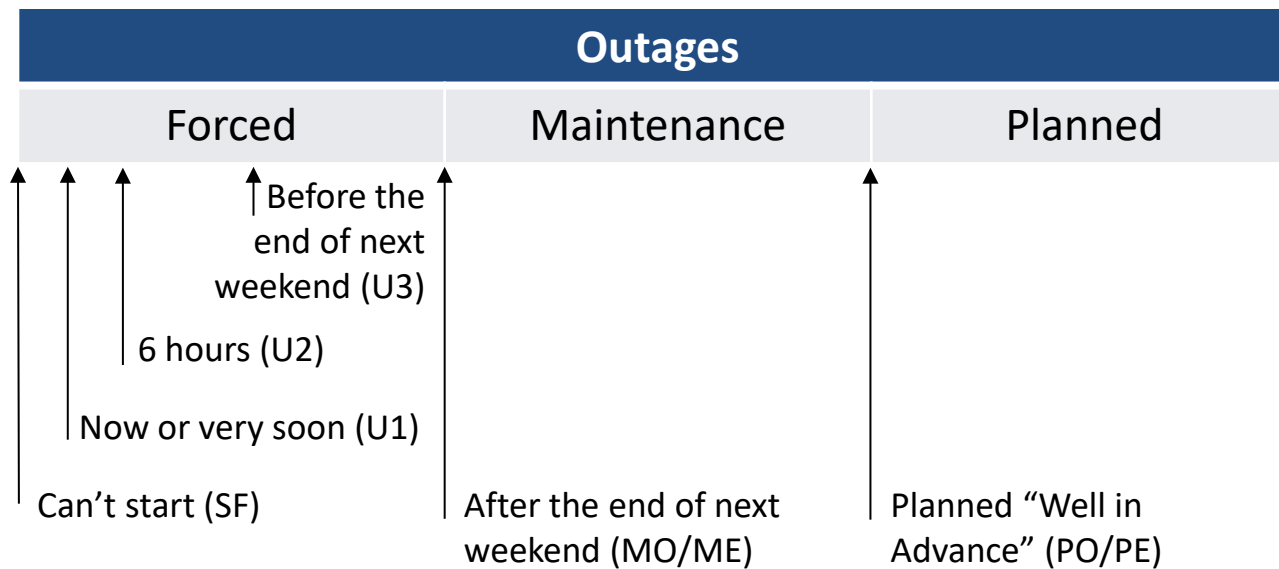 Outages
Forced
Maintenance
Planned
Before the
end of next
weekend (U3)
6 hours (U2)
Now or very soon (U1)
Can’t start (SF)
After the end of next
weekend (MO/ME)
Planned “Well in
Advance” (PO/PE)